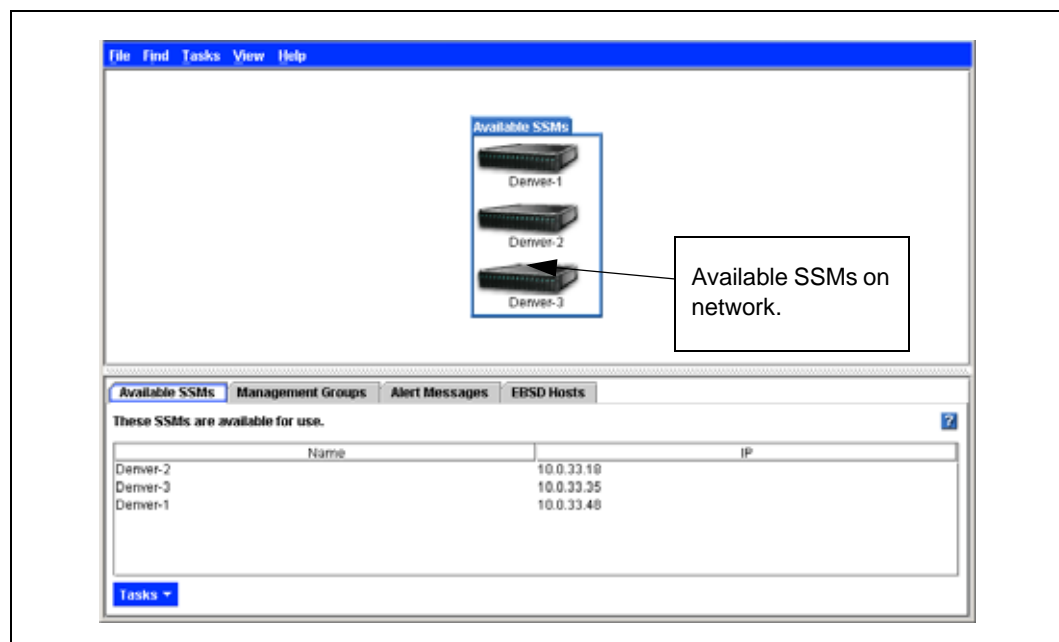 File Find Tasks View Help
Available SSMs
Denver-1
Denver-2
Denver-3
Available SSMs on
network.
Available SSMs Management Groups Alert Messages EBSD Hosts
These SSMs are available for use. ?
Name IP
Denver-2 10.0.33.18
Denver-3 10.0.33.35
Denver-1 10.0.33.48
Tasks